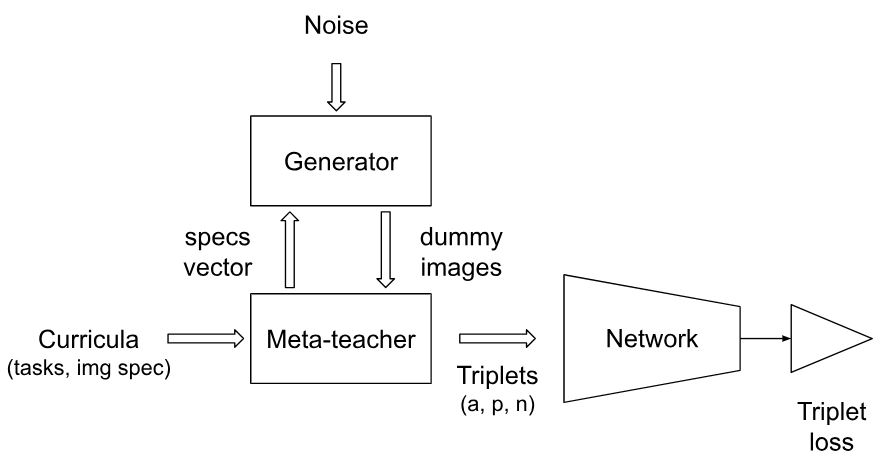 Noise
Generator
specs
vector
dummy
images
Curricula
(tasks, img spec)
Meta-teacher
Triplets
(a, p, n)
Network
Triplet
loss